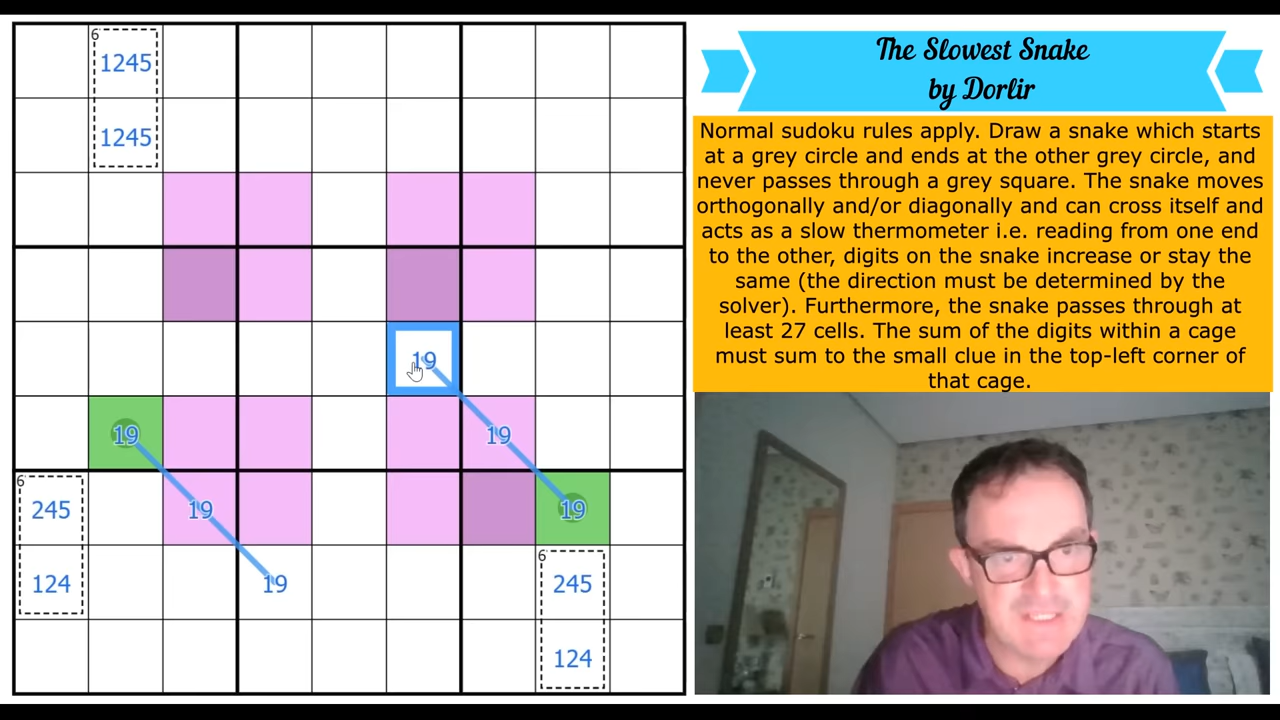 The Slowest Snake
by Dorlir
Normal sudoku rules apply. Draw a snake which starts
at a grey circle and ends at the other grey circle, and
never passes through a grey square. The snake moves
orthogonally and/or diagonally and can cross itself and
acts as a slow thermometer i.e. reading from one end
to the other, digits on the snake increase or stay the
same (the direction must be determined by the
solver). Furthermore, the snake passes through at
least 27 cells. The sum of the digits within a cage
must sum to the small clue in the top-left corner of
that cage.
6
1245
1245
19
19 19
6
245 19 19
124 19
6
245
124